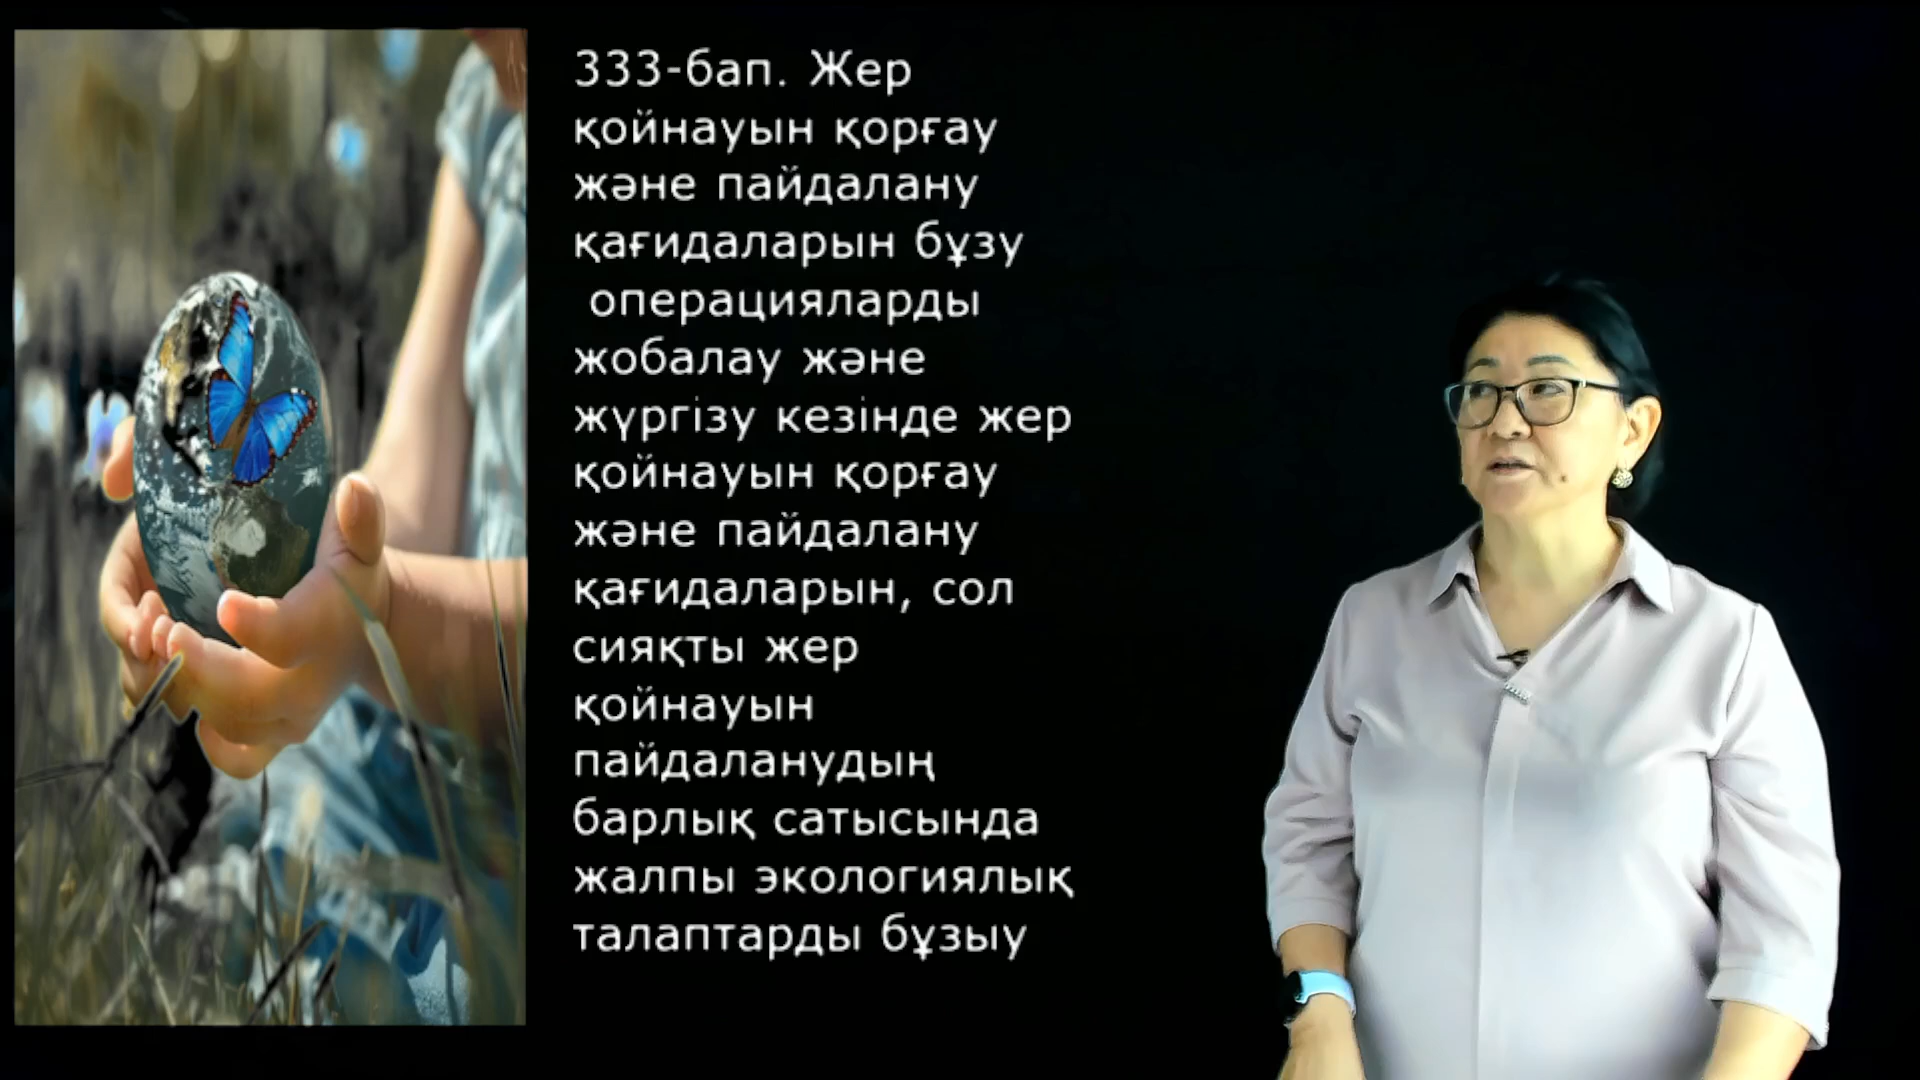 333-бап. Жер
қойнауын қорғау
және пайдалану
қағидаларын бұзу
операцияларды
жобалау және
жүргізу кезінде жер
қойнауын қорғау
және пайдалану
қағидаларын, сол
сияқты жер
қойнауын
пайдаланудың
барлық сатысында
жалпы экологиялық
талаптарды бұзыу